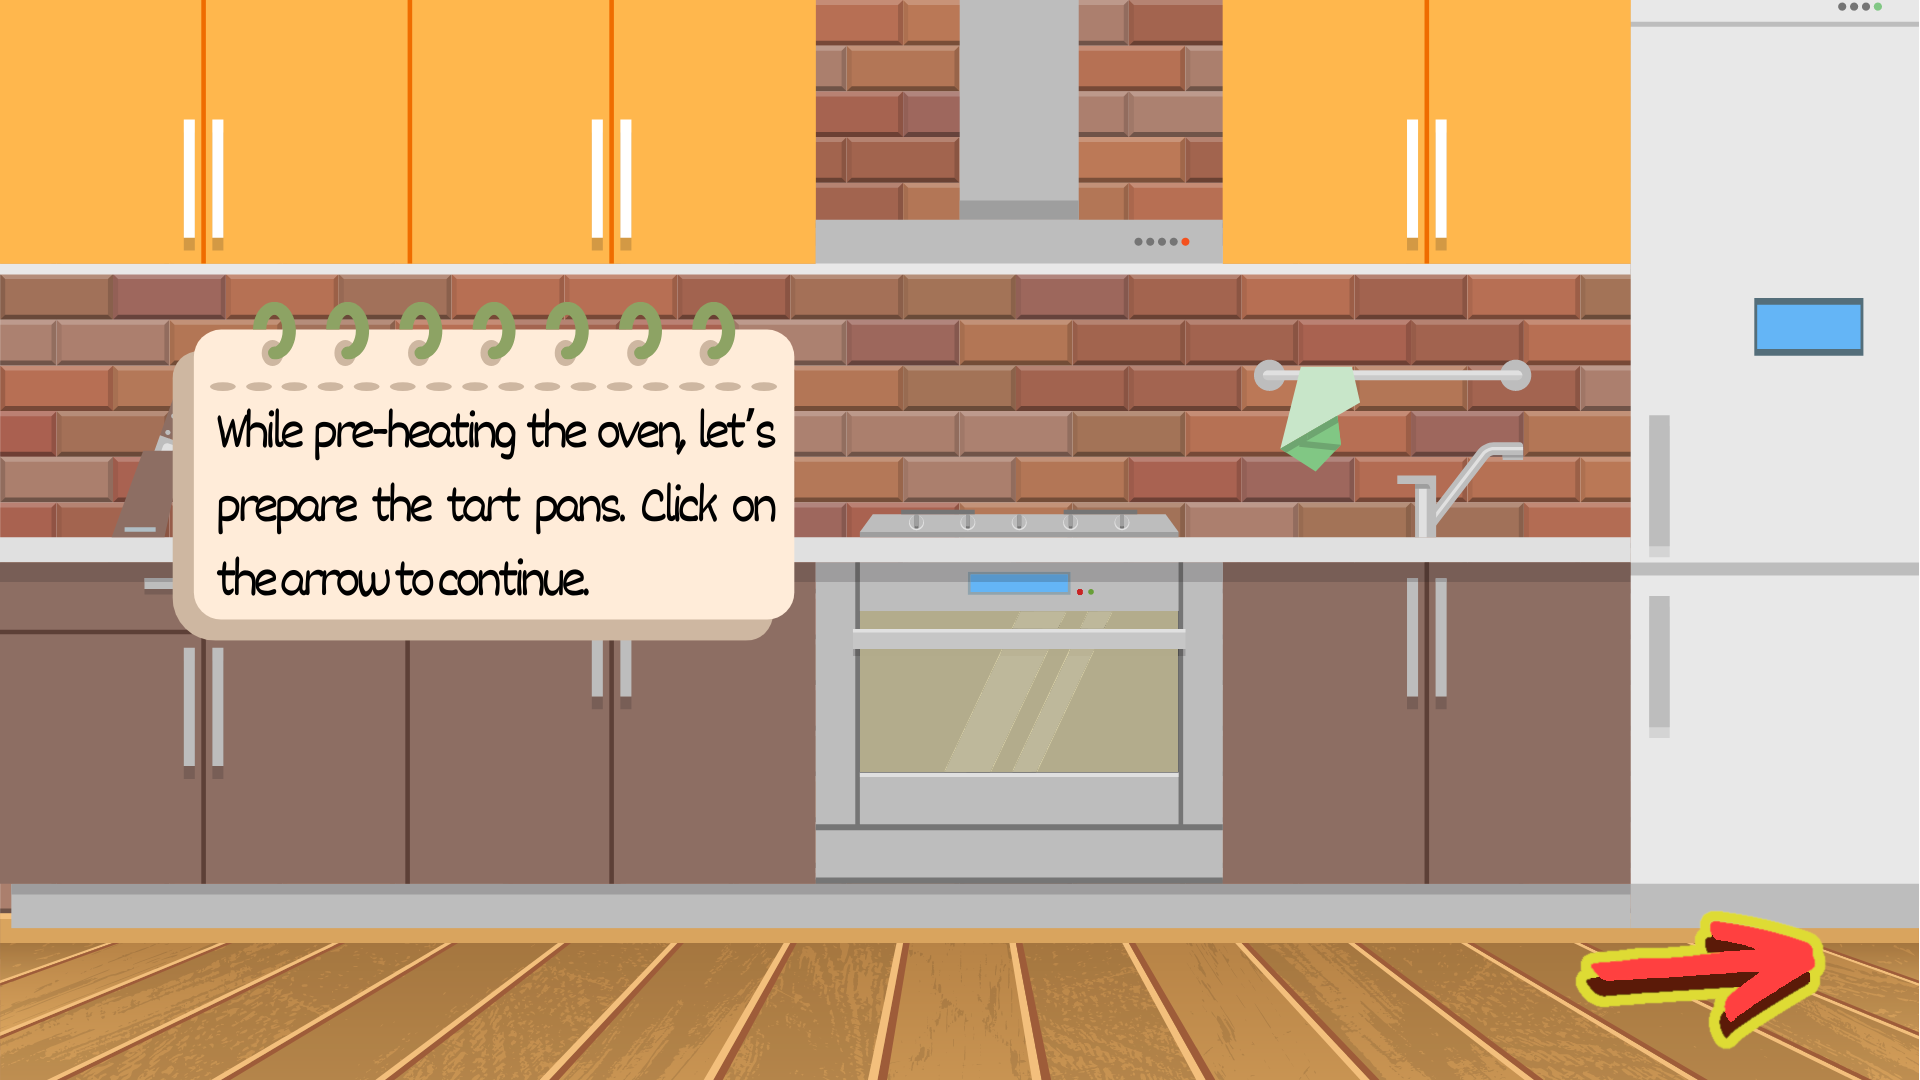 While pre-heating the oven, let's
prepare the tart pans. Click on
the arrow to continue.